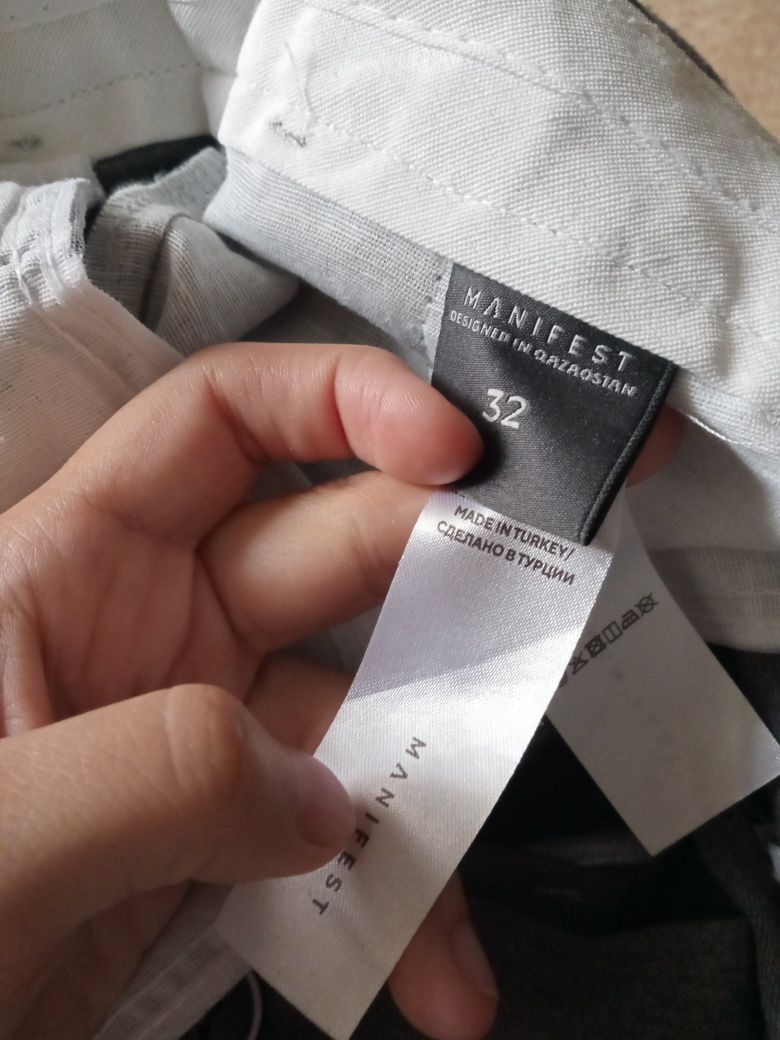 MANIFEST
DESIGNED IN QAZAQSTAN
32
MADE IN TURKEY/
СДЕЛАНО В ТУРЦИИ
MANIFEST